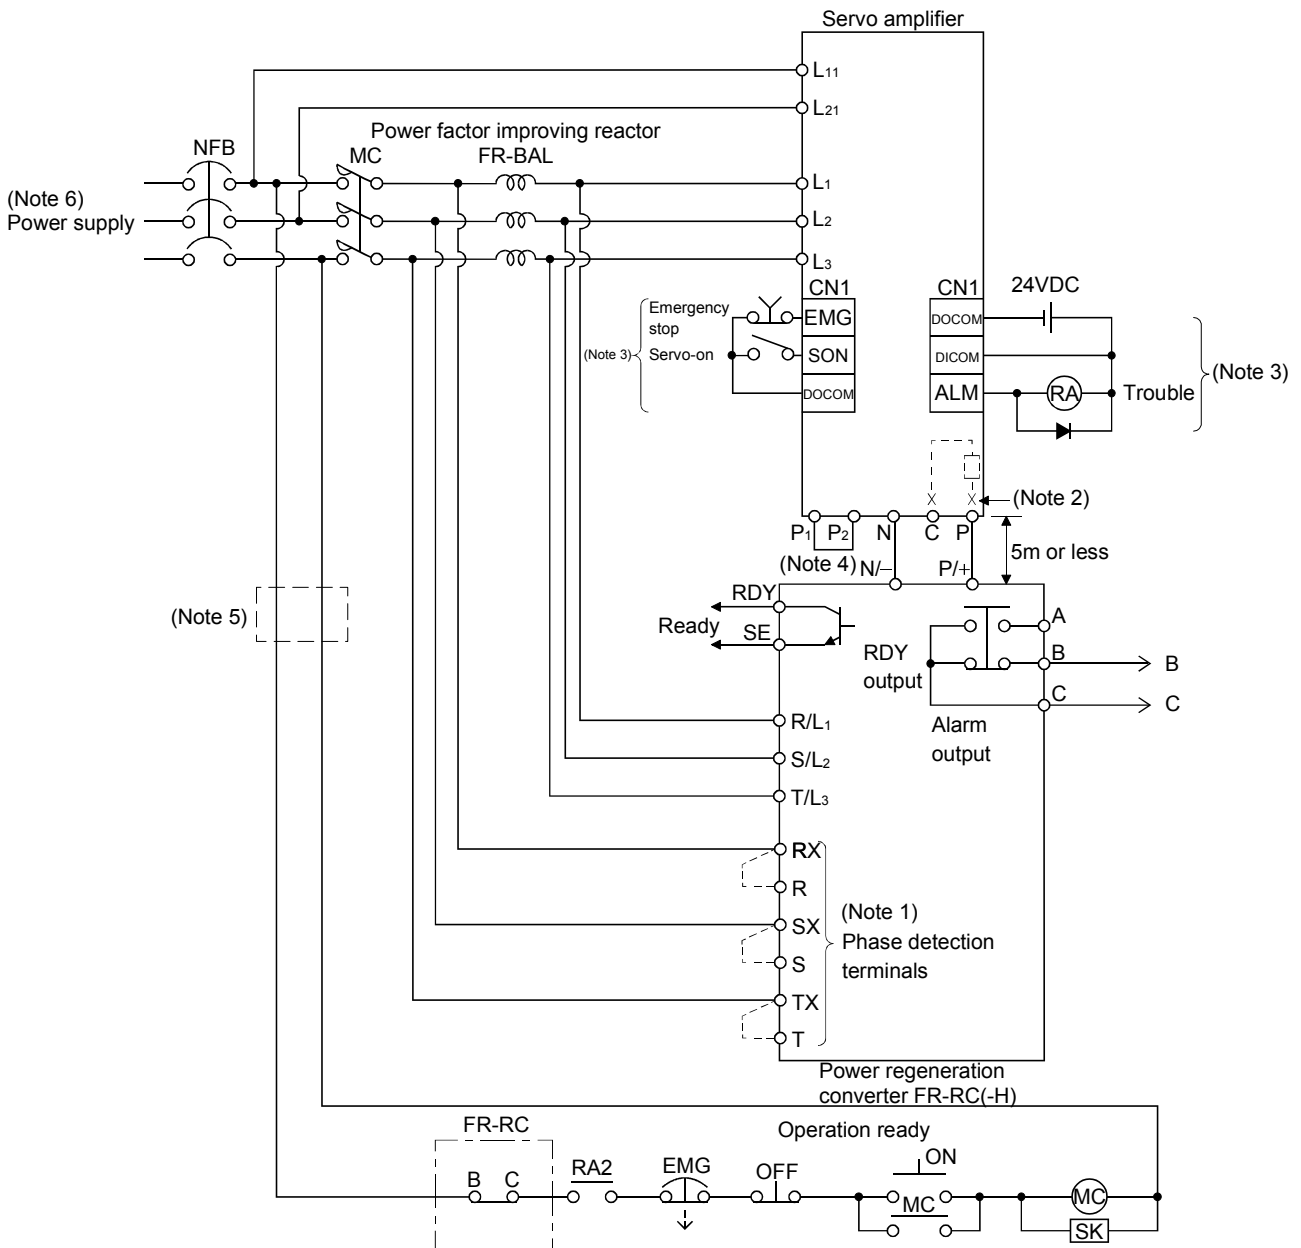 Servo amplifier
L11
L21
Power factor improving reactor
NFB
MC
FR-BAL
(Note 6)
Power supply
L1
L2
L3
CN1
CN1
24VDC
Emergency
stop
EMG
DOCOM
(Note 3)
Servo-on
SON
DICOM
(Note 3)
DOCOM
ALM
RA
Trouble
(Note 2)
P1
P2
N
C
P
5m or less
(Note 4)
N/−
P/+
(Note 5)
RDY
Ready
SE
A
RDY
output
B
B
C
C
Alarm
output
R/L1
S/L2
T/L3
RX
R
(Note 1)
SX
Phase detection
terminals
S
TX
T
Power regeneration
converter FR-RC(-H)
FR-RC
Operation ready
B
C
RA2
EMG
OFF
ON
MC
MC
SK